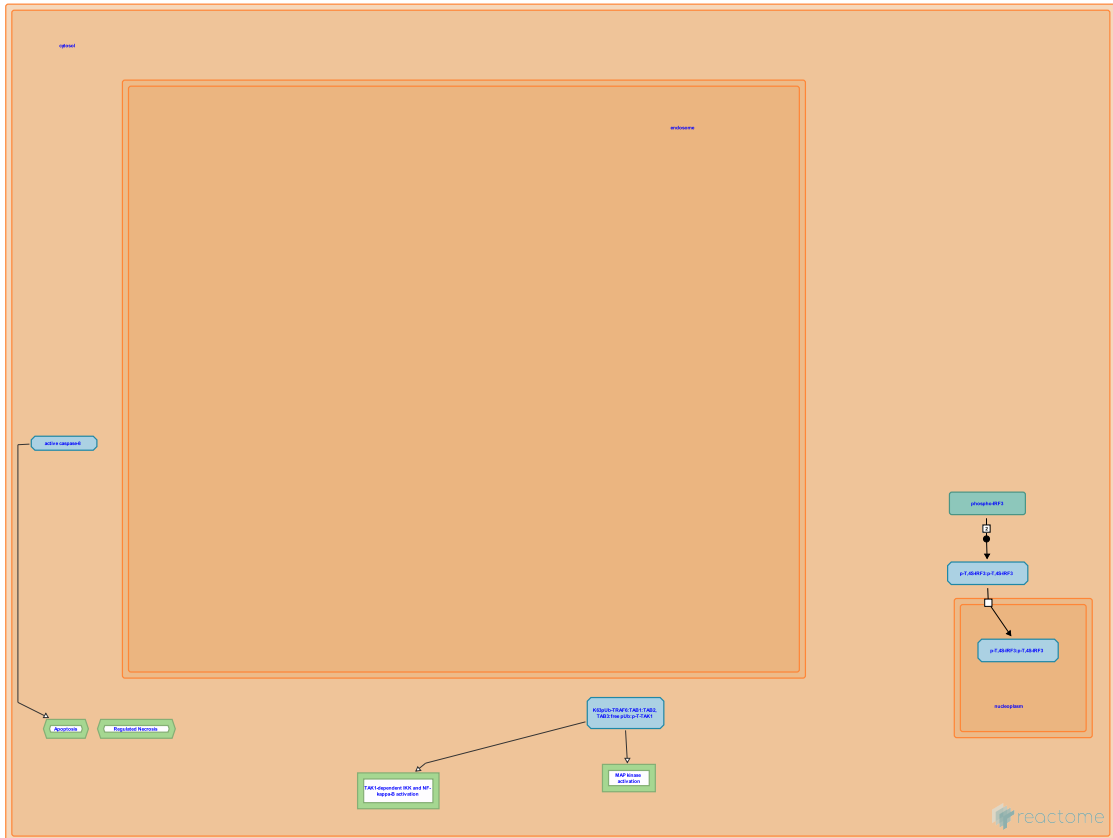 cytosol
endosome
active caspase-8
phospho-IRF3
2
p-T,4S-IRF3:p-T,4S-IRF3
p-T,4S-IRF3:p-T,4S-IRF3
nucleoplasm
K63pUb-TRAF6:TAB1:TAB2,
TAB3:free pUb:p-T-TAK1
Apoptosis
Regulated Necrosis
MAP kinase
activation
TAK1-dependent IKK and NF-
kappa-B activation
reactome